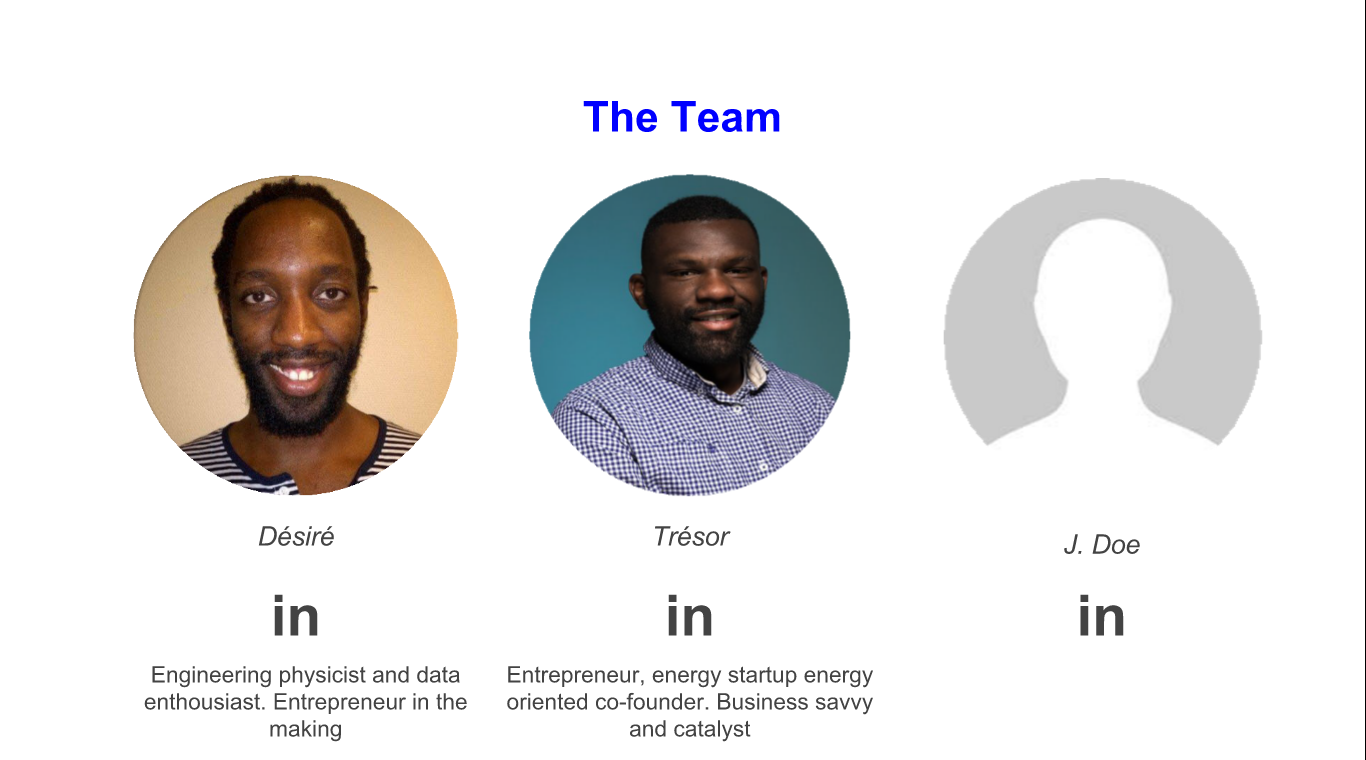 The Team
Désiré
Trésor
J. Doe
in
in
in
Engineering physicist and data
enthusiast. Entrepreneur in the
making
Entrepreneur, energy startup energy
oriented co-founder. Business savvy
and catalyst